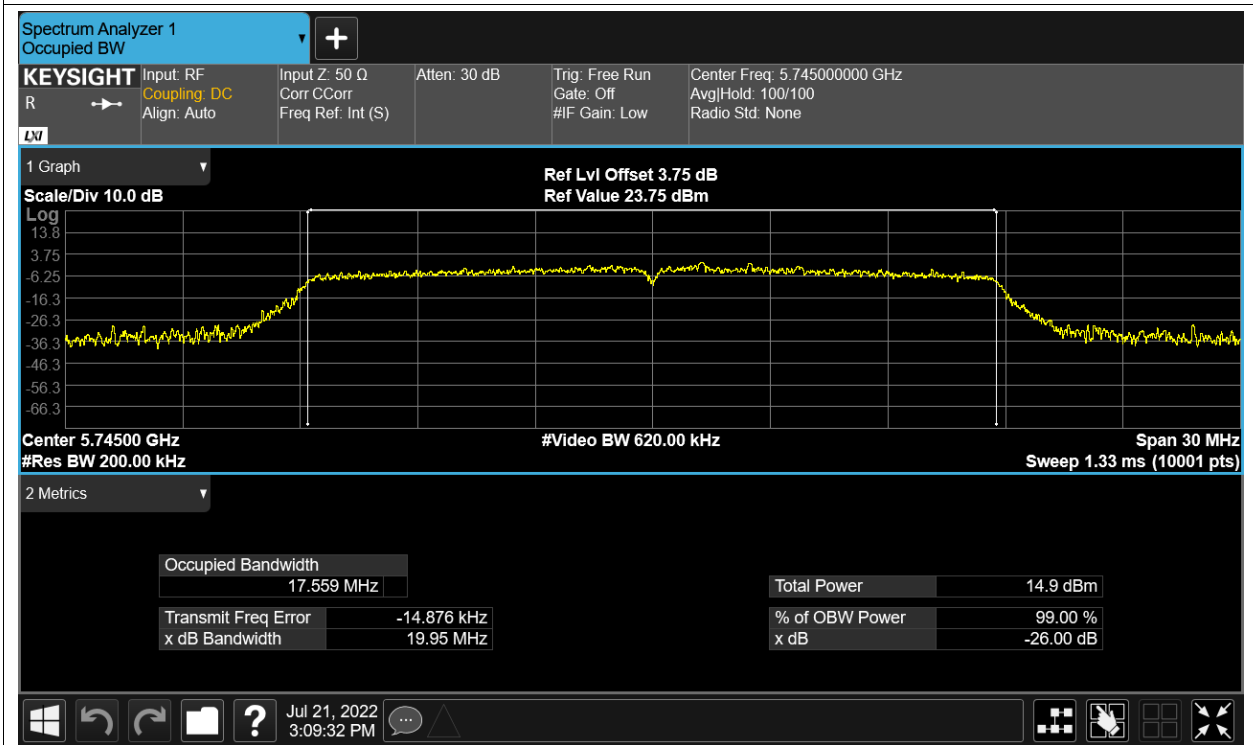 Spectrum Analyzer 1
Occupied BW
KEYSIGHT
R
LXI
Input: RF
Coupling: DC
Align: Auto
Input Z: 50 Ω
Corr CCorr
Freq Ref: Int (S)
Atten: 30 dB
Trig: Free Run
Gate: Off
#IF Gain: Low
Center Freq: 5.745000000 GHz
Avg|Hold: 100/100
Radio Std: None
1 Graph
Scale/Div 10.0 dB
Ref Lvl Offset 3.75 dB
Ref Value 23.75 dBm
Log
13.8
3.75
-6.25
-16.3
-26.3
-36.3
-46.3
-56.3
-66.3
Center 5.74500 GHz
#Video BW 620.00 kHz
Span 30 MHz
#Res BW 200.00 kHz
Sweep 1.33 ms (10001 pts)
2 Metrics
Occupied Bandwidth
17.559 MHz
Total Power 14.9 dBm
Transmit Freq Error -14.876 kHz
% of OBW Power 99.00 %
x dB Bandwidth 19.95 MHz
x dB -26.00 dB
?
Jul 21, 2022
3:09:32 PM